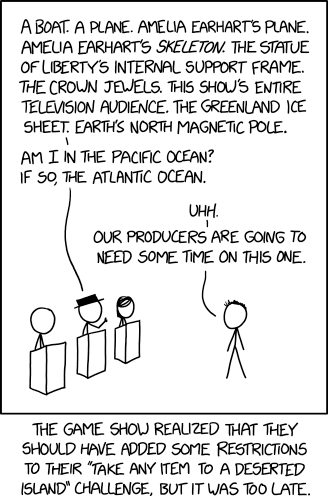 A BOAT. A PLANE. AMELIA EARHART'S PLANE.
AMELIA EARHART'S SKELETON. THE STATUE
OF LIBERTY'S INTERNAL SUPPORT FRAME.
THE CROWN JEWELS. THIS SHOW'S ENTIRE
TELEVISION AUDIENCE. THE GREENLAND ICE
SHEET. EARTH'S NORTH MAGNETIC POLE.
AM I IN THE PACIFIC OCEAN?
IF SO, THE ATLANTIC OCEAN.
UHH.
OUR PRODUCERS ARE GOING TO
NEED SOME TIME ON THIS ONE.
THE GAME SHOW REALIZED THAT THEY
SHOULD HAVE ADDED SOME RESTRICTIONS
TO THEIR "TAKE ANY ITEM TO A DESERTED
ISLAND" CHALLENGE, BUT IT WAS TOO LATE.